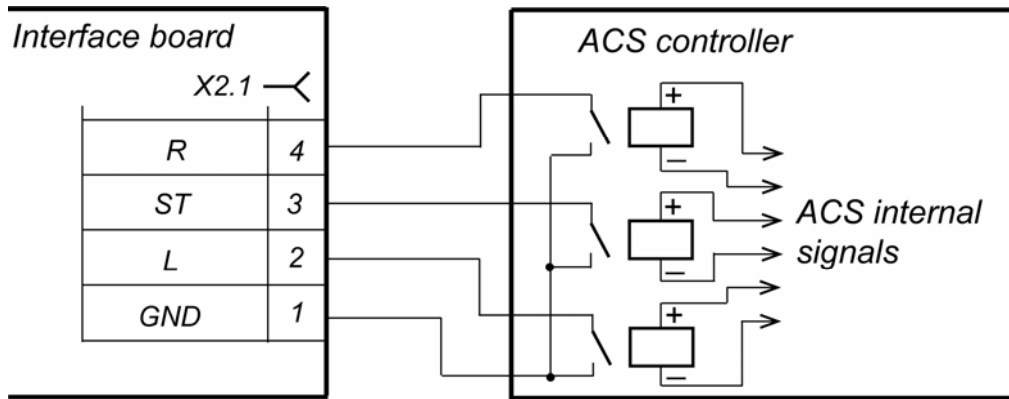 Interface board
X2.1
R 4
ST 3
L 2
GND 1
ACS controller
+
–
+
–
+
–
ACS internal
signals